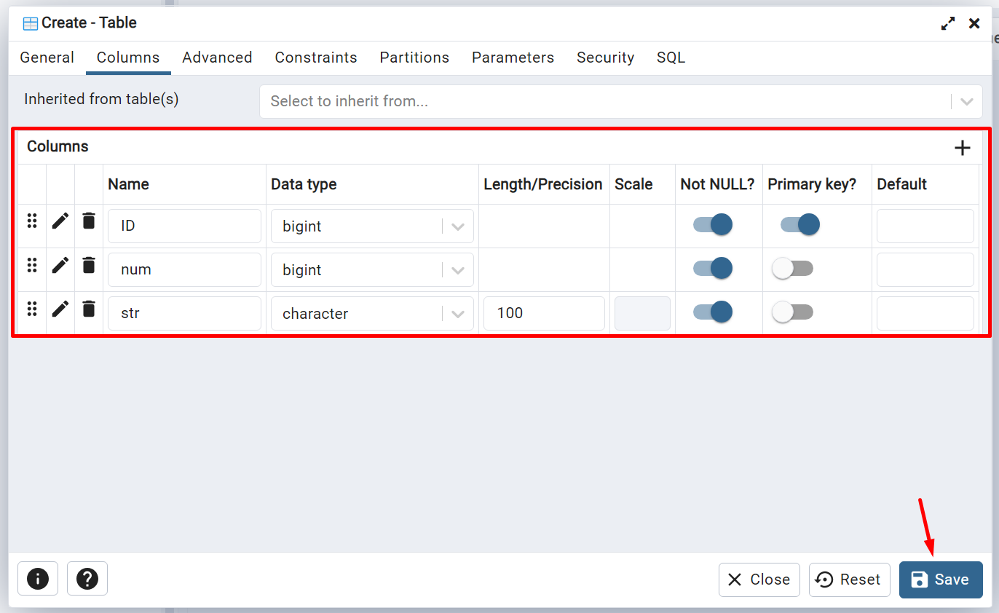 Create - Table
General Columns Advanced Constraints Partitions Parameters Security SQL
Inherited from table(s) Select to inherit from...
Columns
Name Data type Length/Precision Scale Not NULL? Primary key? Default
ID bigint
num bigint
str character 100
Close Reset Save